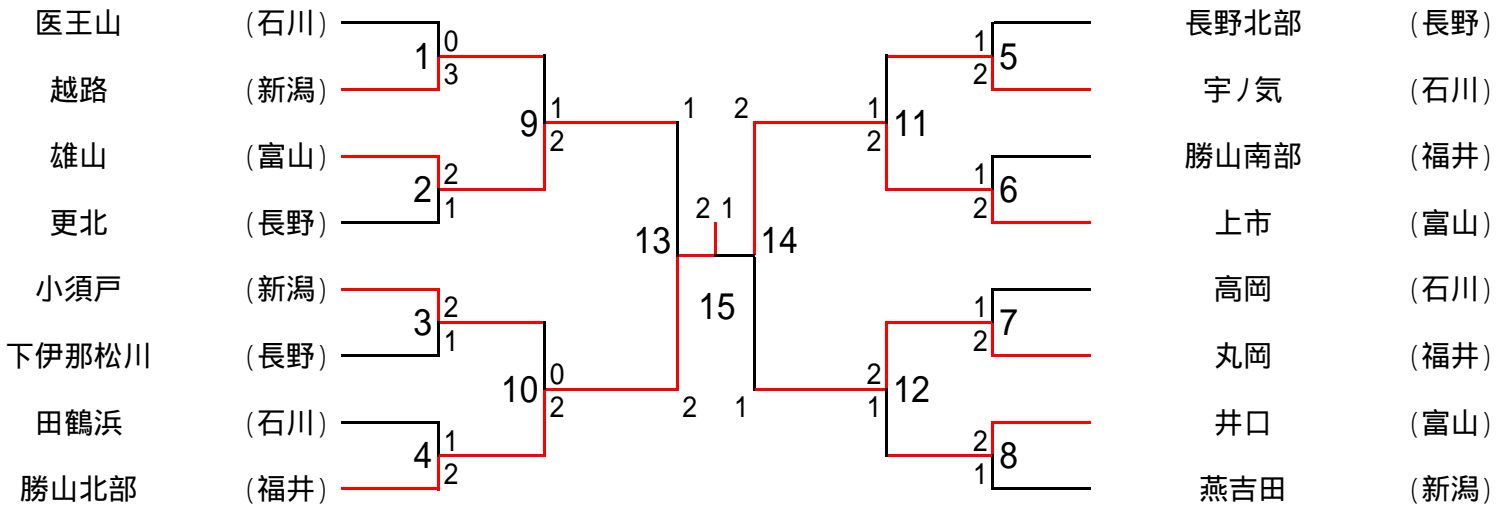 医王山 (石川) 長野北部 (長野)
0 1
1 5
3 2
越路 (新潟) 宇ノ気 (石川)
1 1 2 1
9 11
2 2
雄山 (富山) 勝山南部 (福井)
2 1
2 6
1 2
更北 (長野) 2 1 上市 (富山)
13 14
小須戸 (新潟) 高岡 (石川)
2 15 1
3 7
1 2
下伊那松川 (長野) 丸岡 (福井)
0 2
10 12
2 2 1 1
田鶴浜 (石川) 井口 (富山)
1 2
4 8
2 1
勝山北部 (福井) 燕吉田 (新潟)